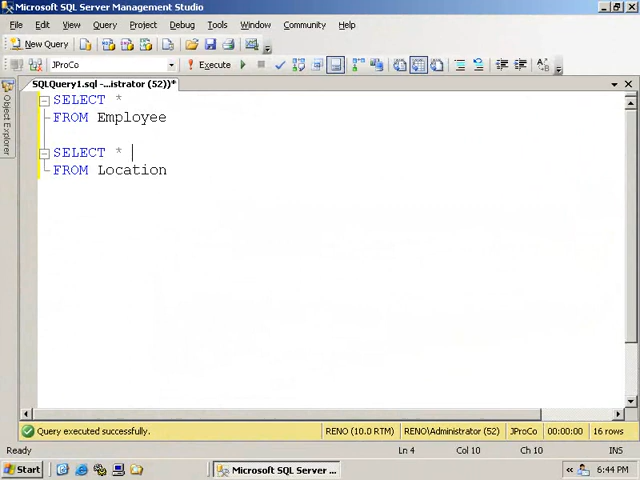 Microsoft SQL Server Management Studio
File Edit View Query Project Debug Tools Window Community Help
New Query
JProCo Execute
SQLQuery1.sql -...istrator (52))*
Object Explorer
SELECT *
FROM Employee
SELECT *
FROM Location
Query executed successfully. RENO (10.0 RTM) RENO\Administrator (52) JProCo 00:00:00 16 rows
Ready Ln 4 Col 10 Ch 10 INS
Start Microsoft SQL Server ... « 6:44 PM